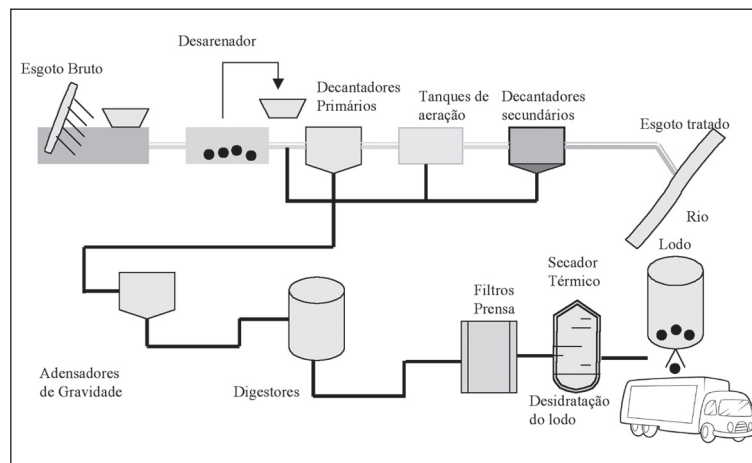 Desarenador
Esgoto Bruto
Decantadores
Primários
Tanques de
aeração
Decantadores
secundários
Esgoto tratado
Rio
Lodo
Secador
Térmico
Filtros
Prensa
Adensadores
de Gravidade
Digestores
Desidratação
do lodo